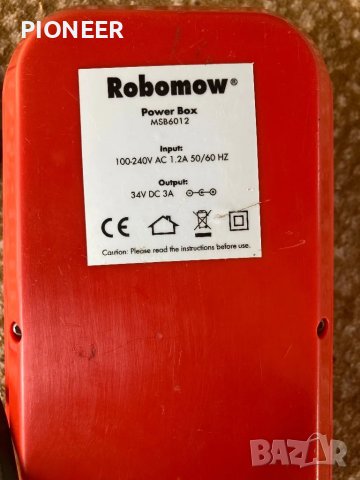 PIONEER
Robomow®
Power Box
MSB6012
Input:
100-240V AC 1.2A 50/60 HZ
Output:
34V DC 3A
CE
Caution: Please read the instructions before use.
BAZAR
bg